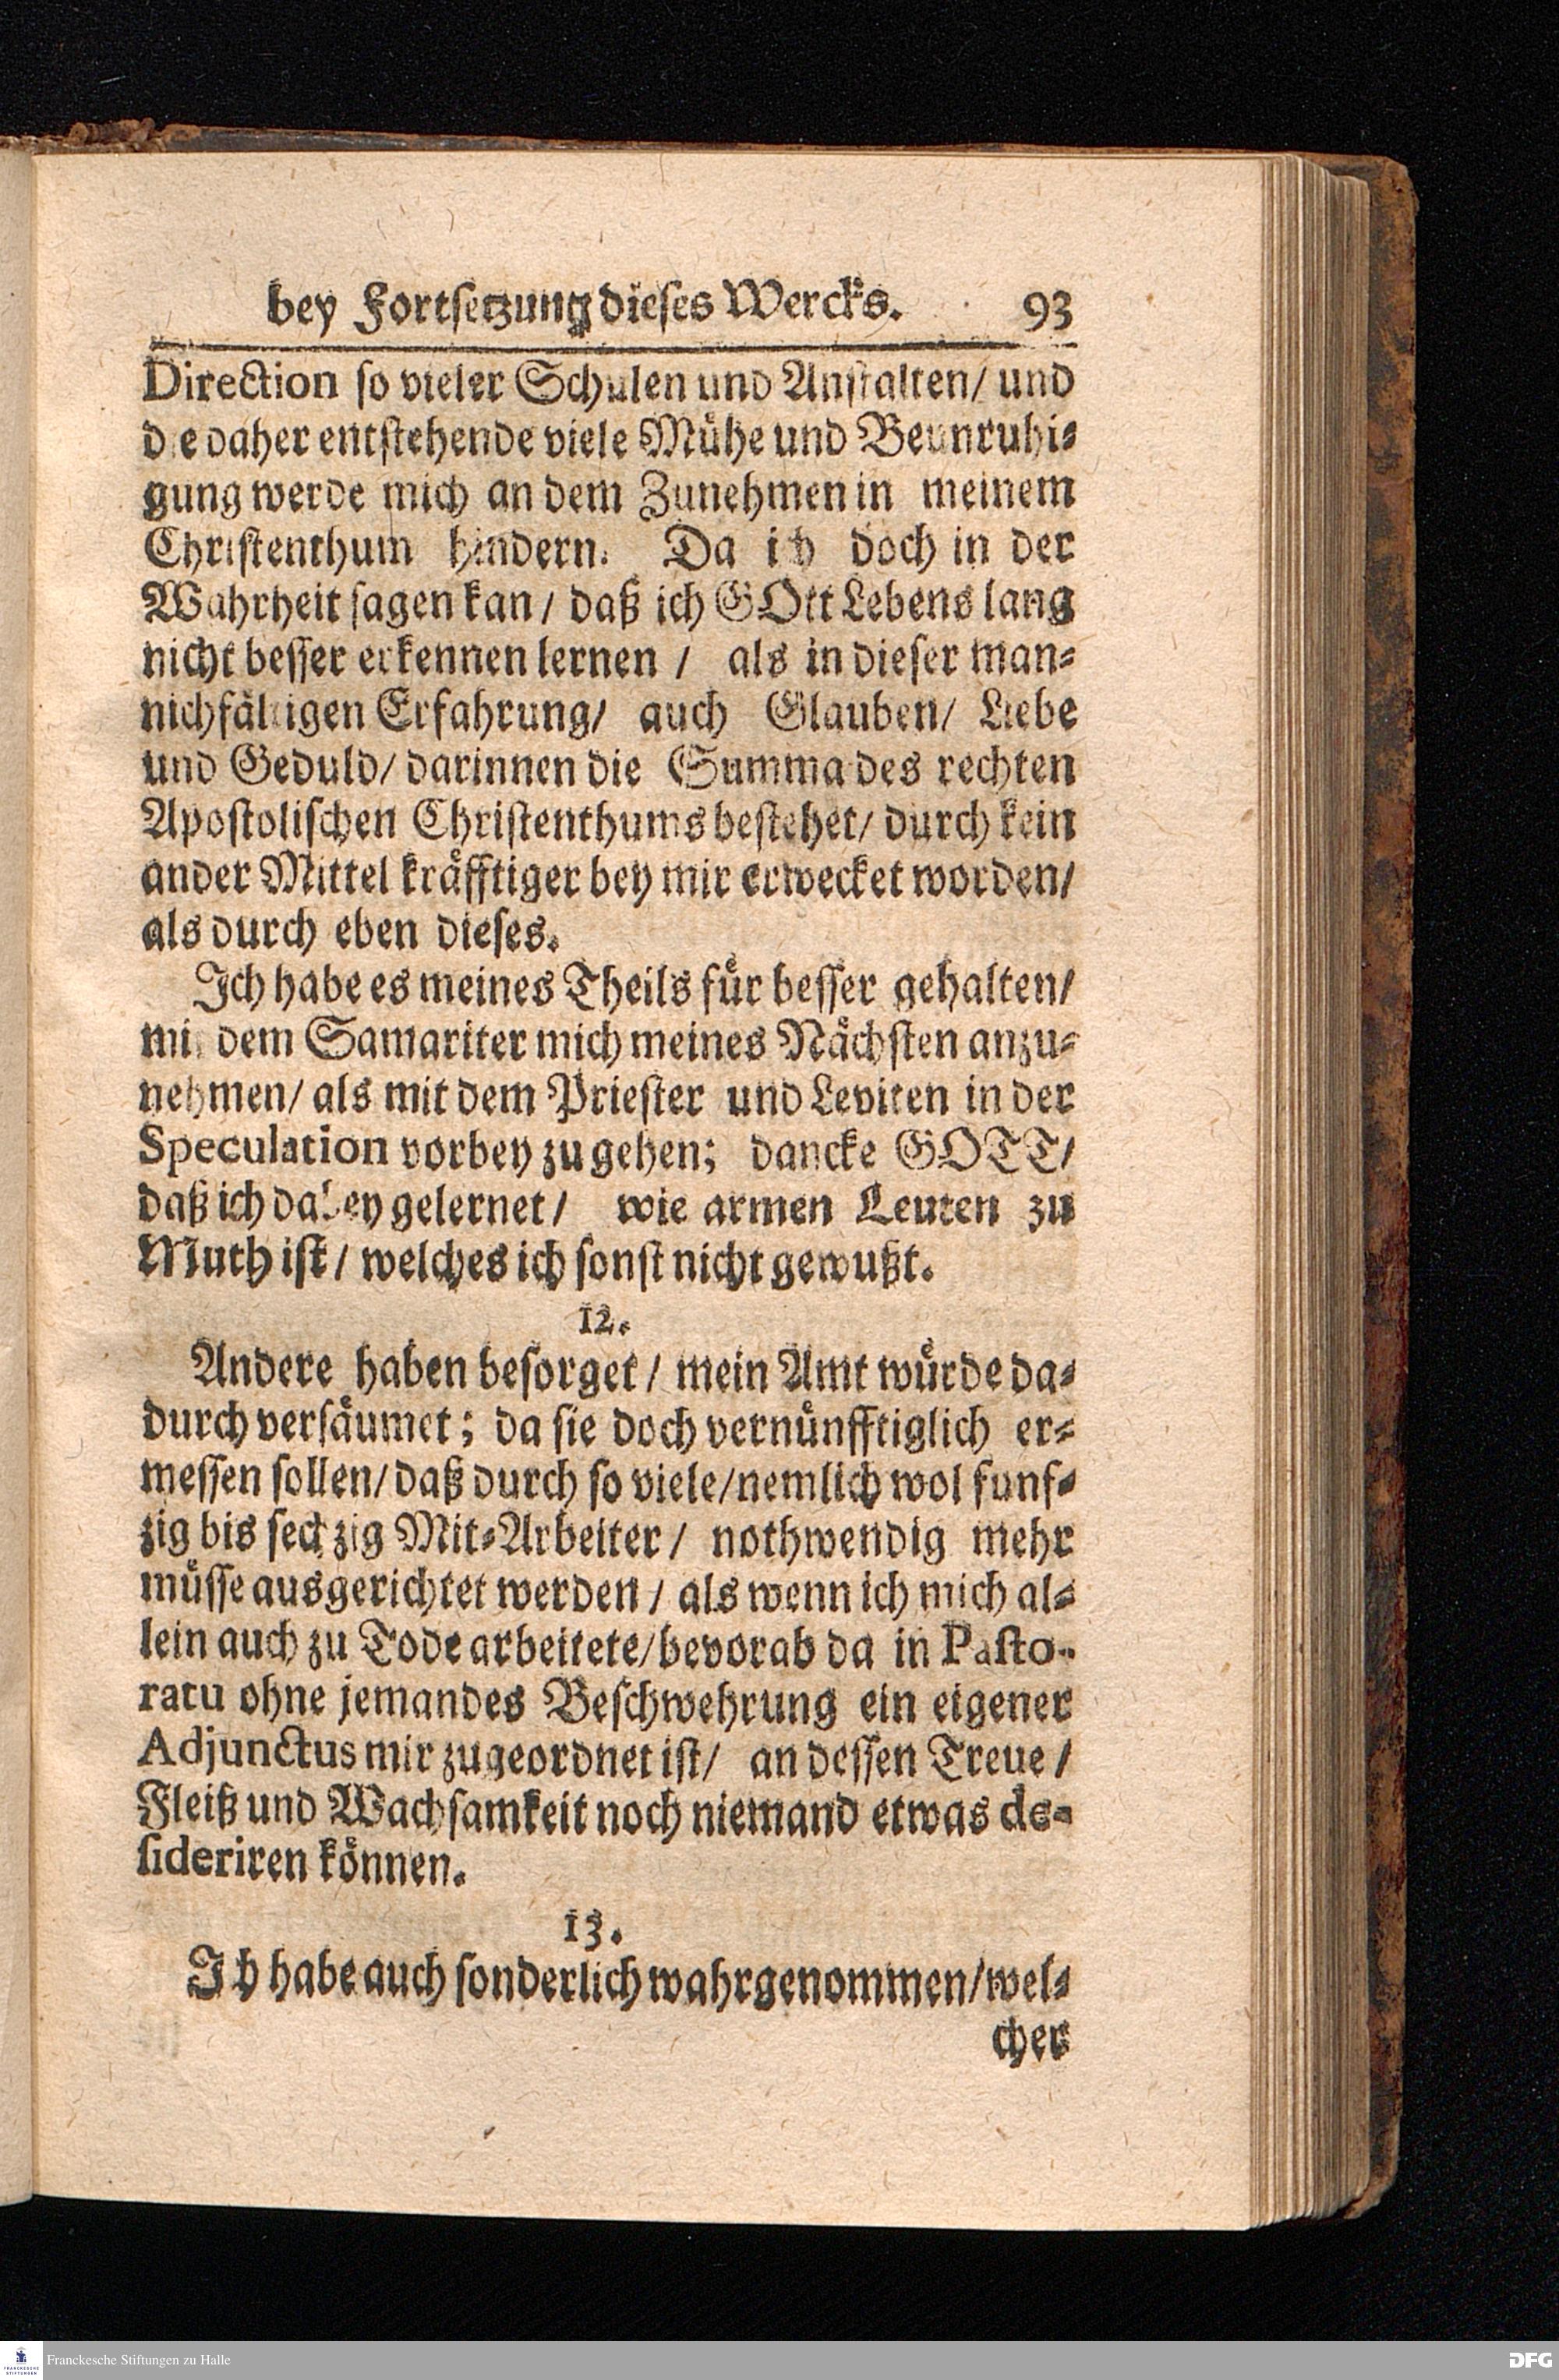 bey Fortsetzung dieses Wercks. 93
Direction so vieler Schulen und Anstalten/ und
die daher entstehende viele Mühe und Beunruhi-
gung werde mich an dem Zunehmen in meinem
Christenthum hindern. Da ich doch in der
Wahrheit sagen kan/ daß ich GOtt Lebens lang
nicht besser erkennen lernen / als in dieser man-
nichfältigen Erfahrung/ auch Glauben/ Liebe
und Geduld/ darinnen die Summa des rechten
Apostolischen Christenthums bestehet/ durch kein
ander Mittel kräfftiger bey mir erwecket worden/
als durch eben dieses.
Ich habe es meines Theils für besser gehalten/
mit dem Samariter mich meines Nächsten anzu-
nehmen/ als mit dem Priester und Leviten in der
Speculation vorbey zu gehen; dancke GOTT/
daß ich dabey gelernet/ wie armen Leuten zu
Muth ist/ welches ich sonst nicht gewußt.
12.
Andere haben besorget/ mein Amt würde da-
durch versäumet; da sie doch vernünfftiglich er-
messen sollen/ daß durch so viele/ nemlich wol funf-
zig bis sechzig Mit-Arbeiter/ nothwendig mehr
müsse ausgerichtet werden/ als wenn ich mich al-
lein auch zu Tode arbeitete/ bevorab da in Pasto-
ratu ohne jemandes Beschwehrung ein eigener
Adjunctus mir zugeordnet ist/ an dessen Treue/
Fleiß und Wachsamkeit noch niemand etwas de-
sideriren können.
13.
Ich habe auch sonderlich wahrgenommen/ wel-
cher
Franckesche Stiftungen zu Halle
FRANCKESCHE STIFTUNGEN
DFG